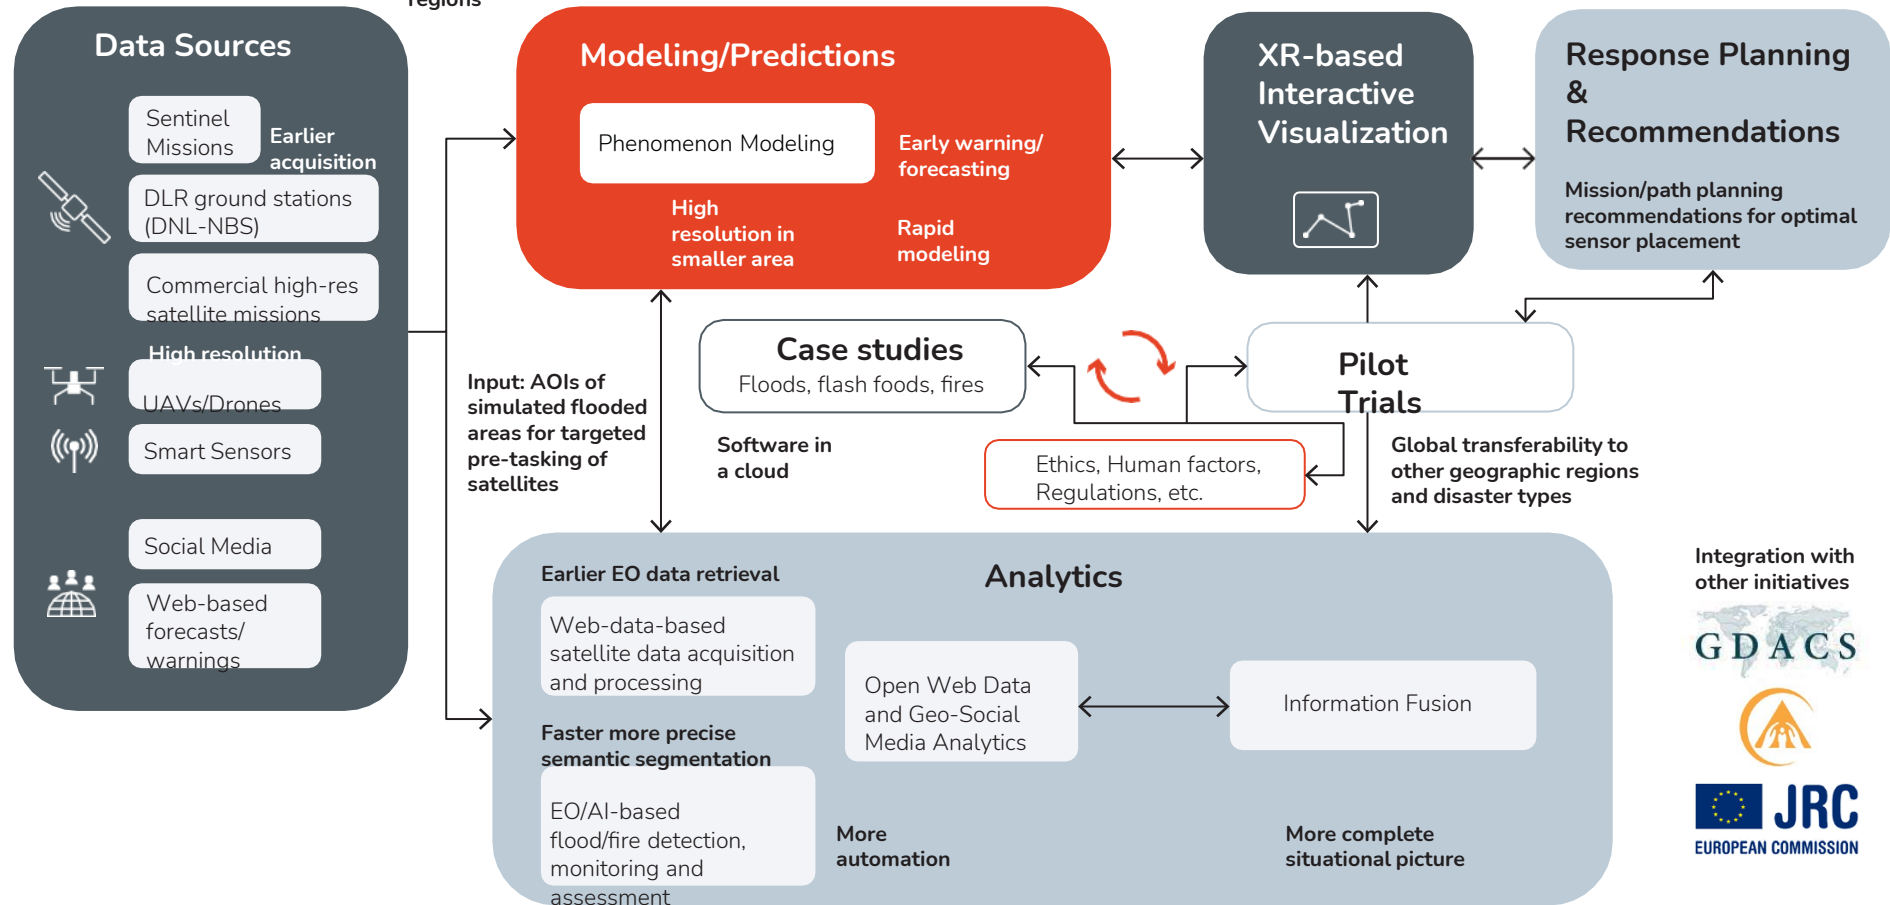 regions
Data Sources
Sentinel
Missions
Earlier
acquisition
DLR ground stations
(DNL-NBS)
Commercial high-res
satellite missions
High resolution
UAVs/Drones
Smart Sensors
Social Media
Web-based
forecasts/
warnings
Modeling/Predictions
Phenomenon Modeling
Early warning/
forecasting
High
resolution in
smaller area
Rapid
modeling
XR-based
Interactive
Visualization
Response Planning
&
Recommendations
Mission/path planning
recommendations for optimal
sensor placement
Input: AOIs of
simulated flooded
areas for targeted
pre-tasking of
satellites
Case studies
Floods, flash foods, fires
Software in
a cloud
Pilot
Trials
Ethics, Human factors,
Regulations, etc.
Global transferability to
other geographic regions
and disaster types
Analytics
Earlier EO data retrieval
Web-data-based
satellite data acquisition
and processing
Faster more precise
semantic segmentation
EO/AI-based
flood/fire detection,
monitoring and
assessment
Open Web Data
and Geo-Social
Media Analytics
More
automation
Information Fusion
More complete
situational picture
Integration with
other initiatives
GDACS
JRC
EUROPEAN COMMISSION